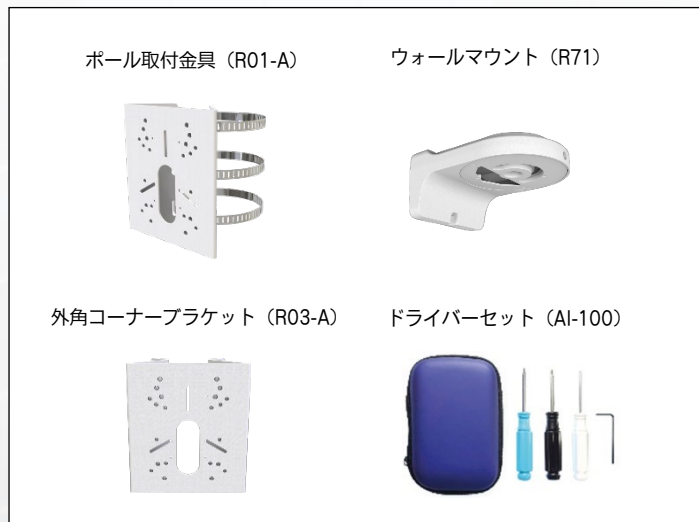 ポール取付金具（R01-A）
ウォールマウント（R71）
外角コーナーブラケット（R03-A）
ドライバーセット（AI-100）